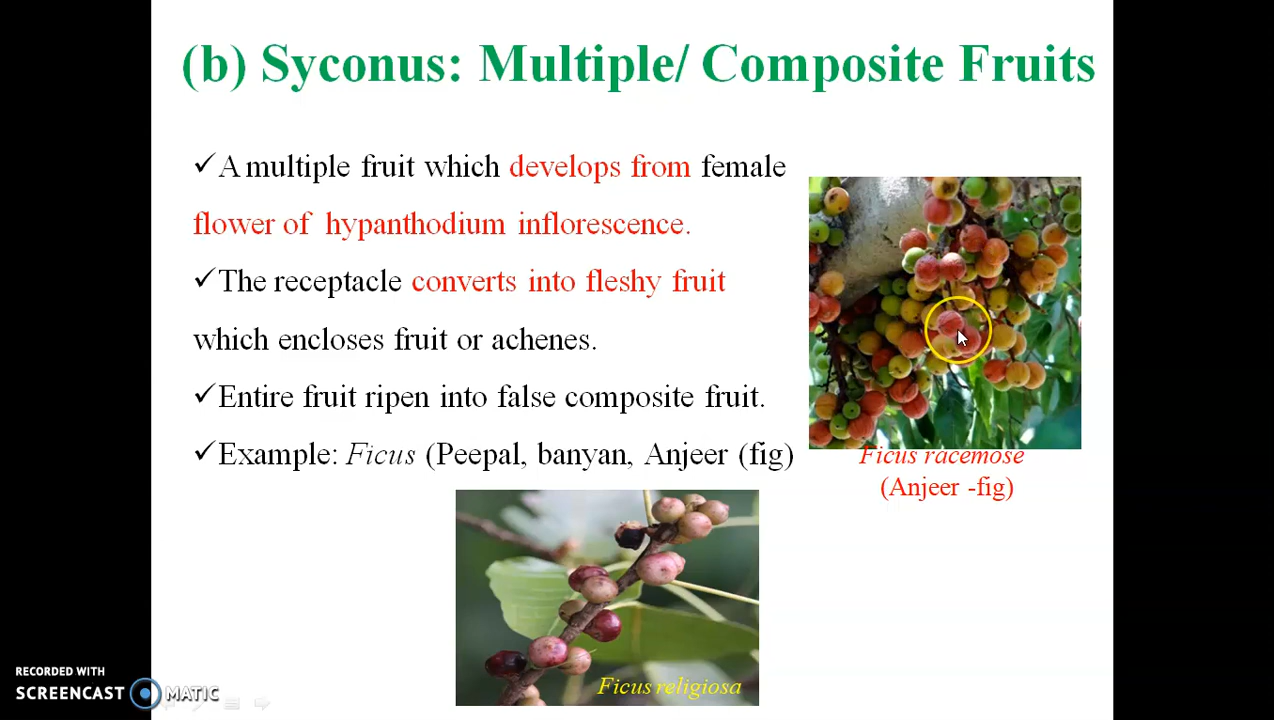 (b) Syconus: Multiple/ Composite Fruits
✓A multiple fruit which develops from female
flower of hypanthodium inflorescence.
✓The receptacle converts into fleshy fruit
which encloses fruit or achenes.
✓Entire fruit ripen into false composite fruit.
✓Example: Ficus (Peepal, banyan, Anjeer (fig)
Ficus racemose
(Anjeer -fig)
Ficus religiosa
RECORDED WITH
SCREENCAST MATIC